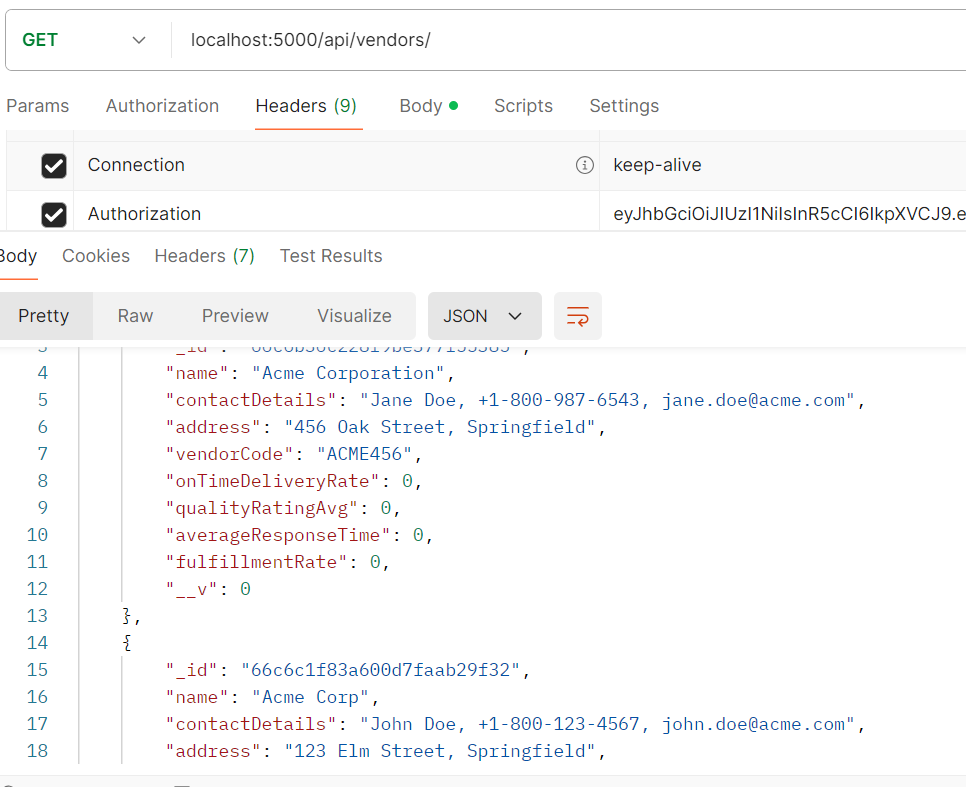 GET localhost:5000/api/vendors/
Params Authorization Headers (9) Body Scripts Settings
Connection keep-alive
Authorization eyJhbGciOiJIUzI1NiIsInR5cCI6IkpXVCJ9.e
Body Cookies Headers (7) Test Results
Pretty Raw Preview Visualize JSON
3 "_id":
4 "name": "Acme Corporation",
5 "contactDetails": "Jane Doe, +1-800-987-6543, jane.doe@acme.com",
6 "address": "456 Oak Street, Springfield",
7 "vendorCode": "ACME456",
8 "onTimeDeliveryRate": 0,
9 "qualityRatingAvg": 0,
10 "averageResponseTime": 0,
11 "fulfillmentRate": 0,
12 "__v": 0
13 },
14 {
15 "_id": "66c6c1f83a600d7faab29f32",
16 "name": "Acme Corp",
17 "contactDetails": "John Doe, +1-800-123-4567, john.doe@acme.com",
18 "address": "123 Elm Street, Springfield",